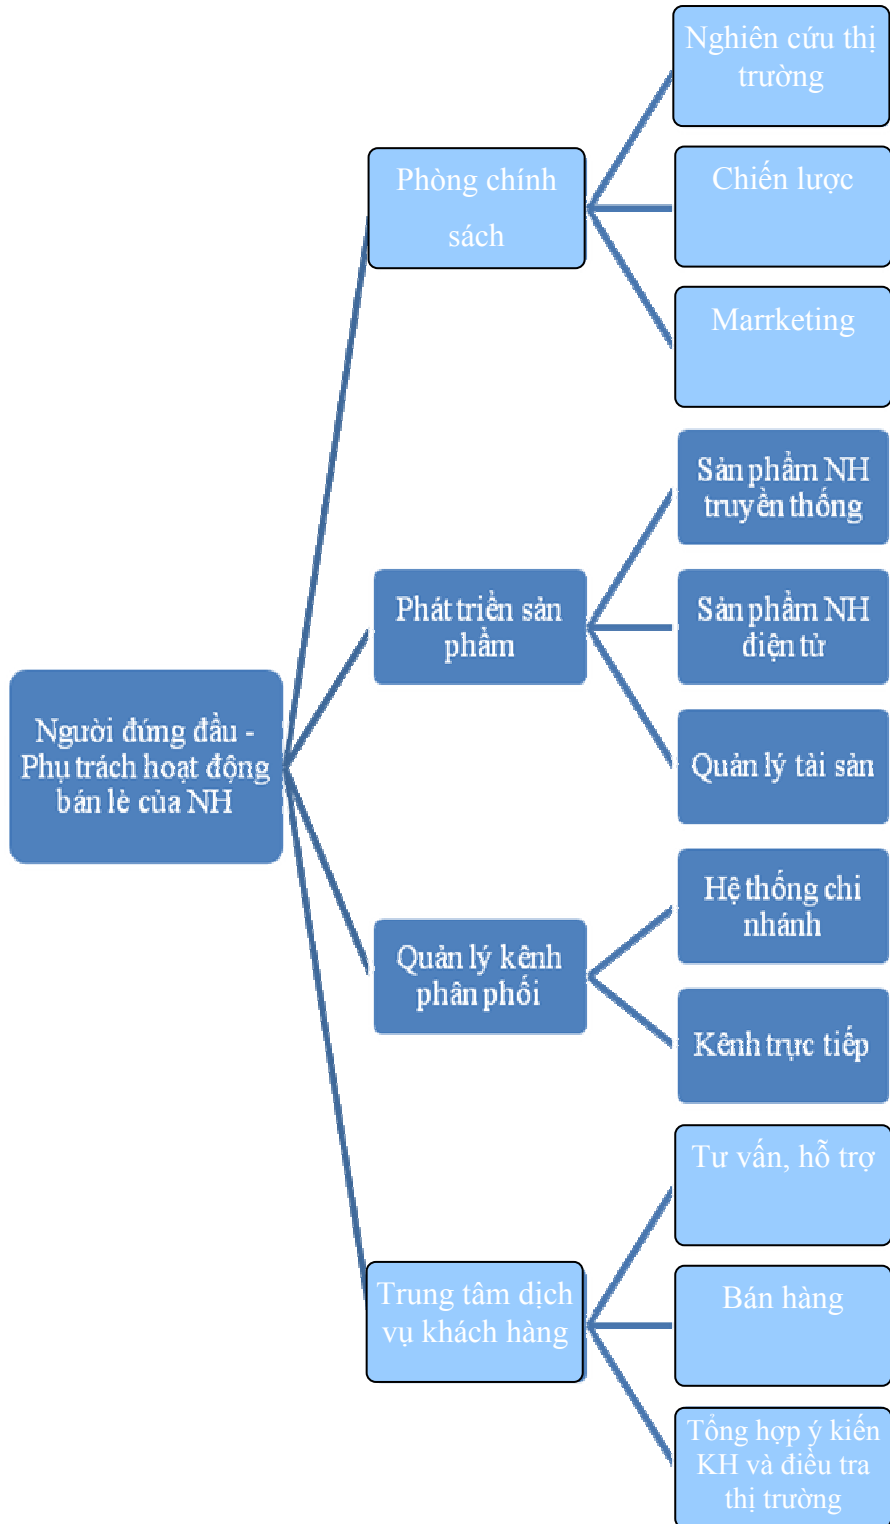 Nghiên cứu thị
trường
Phòng chính
sách
Chiến lược
Marrketing
Sản phẩm NH
truyền thống
Phát triển sản
phẩm
Sản phẩm NH
điện tử
Quản lý tài sản
Người đứng đầu -
Phụ trách hoạt động
bán lẻ của NH
Hệ thống chi
nhánh
Quản lý kênh
phân phối
Kênh trực tiếp
Tư vấn, hỗ trợ
Trung tâm dịch
vụ khách hàng
Bán hàng
Tổng hợp ý kiến
KH và điều tra
thị trường